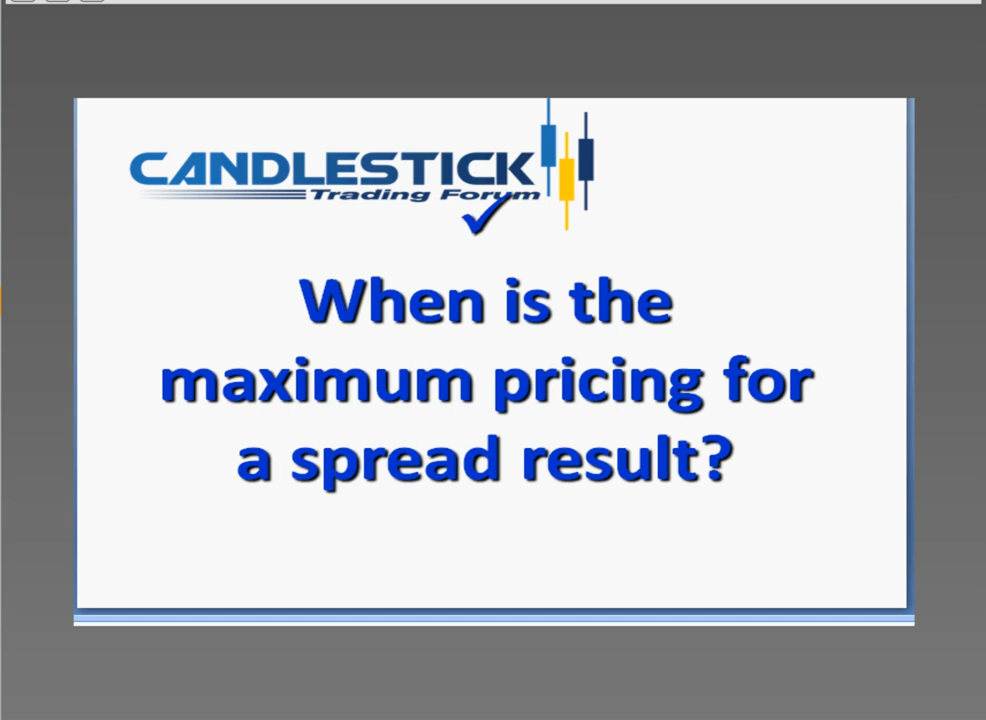 CANDLESTICK
Trading Forum
When is the
maximum pricing for
a spread result?